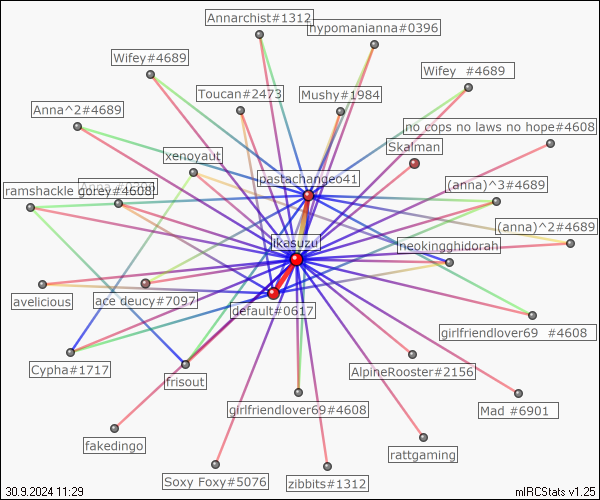 Annarchist#1312
hypomanianna#0396
Wifey#4689
Wifey #4689
Toucan#2473
Mushy#1984
Anna^2#4689
no cops no laws no hope#4608
Skalman
xenoyaut
pastachangeo41
(anna)^3#4689
ramshackle gorey#4608
(anna)^2#4689
ikasuzu
neokingghidorah
avelicious
ace deucy#7097
default#0617
girlfriendlover69 #4608
Cypha#1717
frisout
AlpineRooster#2156
girlfriendlover69#4608
Mad #6901
fakedingo
rattgaming
Soxy Foxy#5076
zibbits#1312
30.9.2024 11:29
mIRCStats v1.25